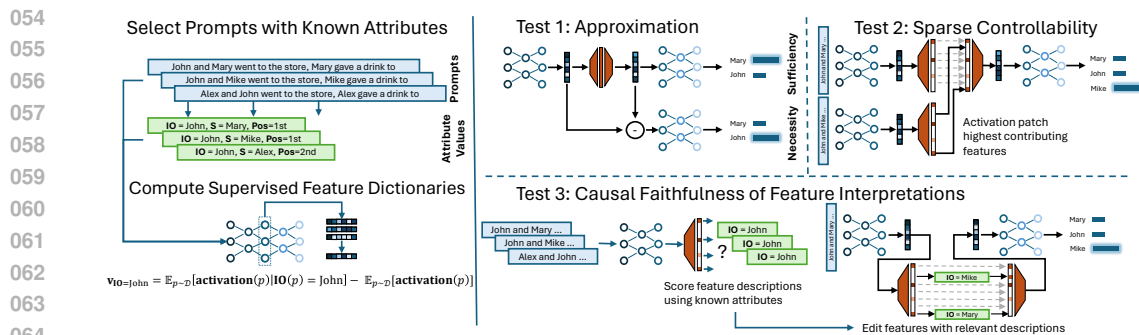 054
055
056
057
058
059
060
061
062
063
064
Select Prompts with Known Attributes
John and Mary went to the store, Mary gave a drink to
John and Mike went to the store, Mike gave a drink to
Alex and John went to the store, Alex gave a drink to
Prompts
IO = John, S = Mary, Pos=1st
IO = John, S = Mike, Pos=1st
IO = John, S = Alex, Pos=2nd
Attribute
Values
Compute Supervised Feature Dictionaries
v_IO=John = 𝔼_p~𝒟[activation(p)|IO(p) = John] − 𝔼_p~𝒟[activation(p)]
Test 1: Approximation
Mary
John
Sufficiency
-
Mary
John
Necessity
Test 2: Sparse Controllability
John and Mary ...
John and Mike ...
Mary
John
Mike
Activation patch
highest contributing
features
Test 3: Causal Faithfulness of Feature Interpretations
John and Mary ...
John and Mike ...
Alex and John ...
?
IO = John
IO = John
IO = John
Score feature descriptions
using known attributes
John and Mary ...
Mary
John
Mike
IO = Mike
IO = Mary
Edit features with relevant descriptions